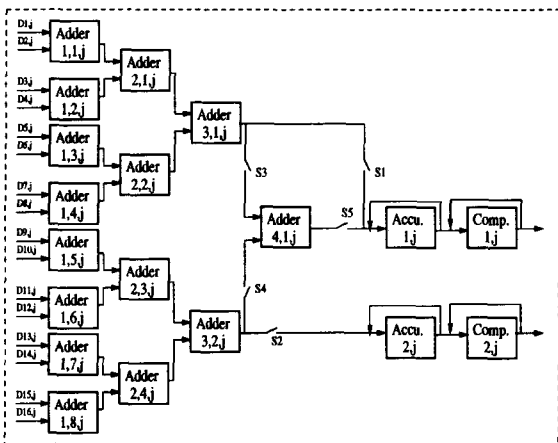 D1,j
D2,j
Adder
1,1,j
D3,j
D4,j
Adder
1,2,j
D5,j
D6,j
Adder
1,3,j
D7,j
D8,j
Adder
1,4,j
D9,j
D10,j
Adder
1,5,j
D11,j
D12,j
Adder
1,6,j
D13,j
D14,j
Adder
1,7,j
D15,j
D16,j
Adder
1,8,j
Adder
2,1,j
Adder
2,2,j
Adder
2,3,j
Adder
2,4,j
Adder
3,1,j
Adder
3,2,j
S3
S1
Adder
4,1,j
S5
S4
S2
Accu.
1,j
Comp.
1,j
Accu.
2,j
Comp.
2,j